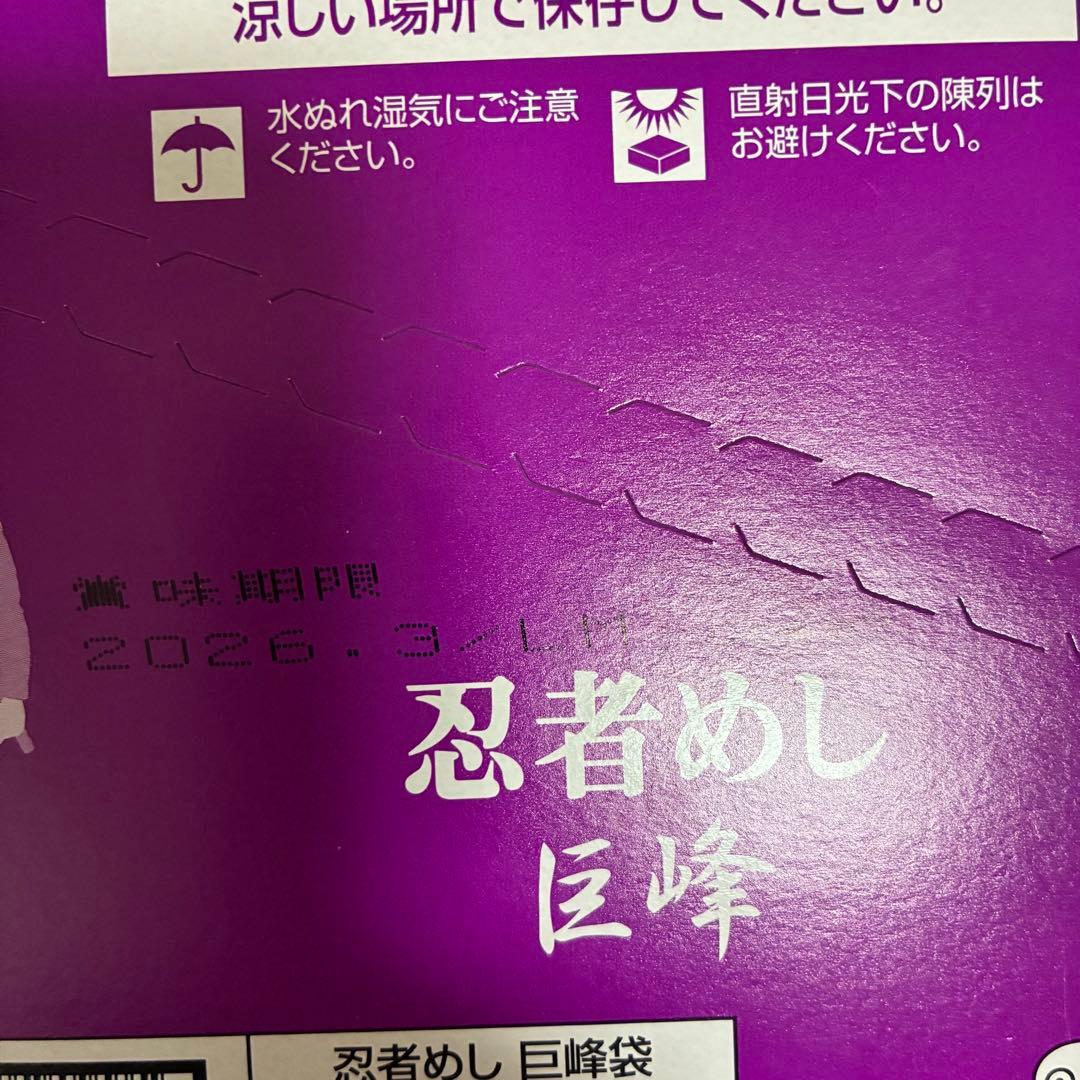 涼しい場所で保存してください。
水ぬれ湿気にご注意
ください。
直射日光下の陳列は
お避けください。
賞味期限
2026.3/LM
忍者めし
巨峰
忍者めし 巨峰袋